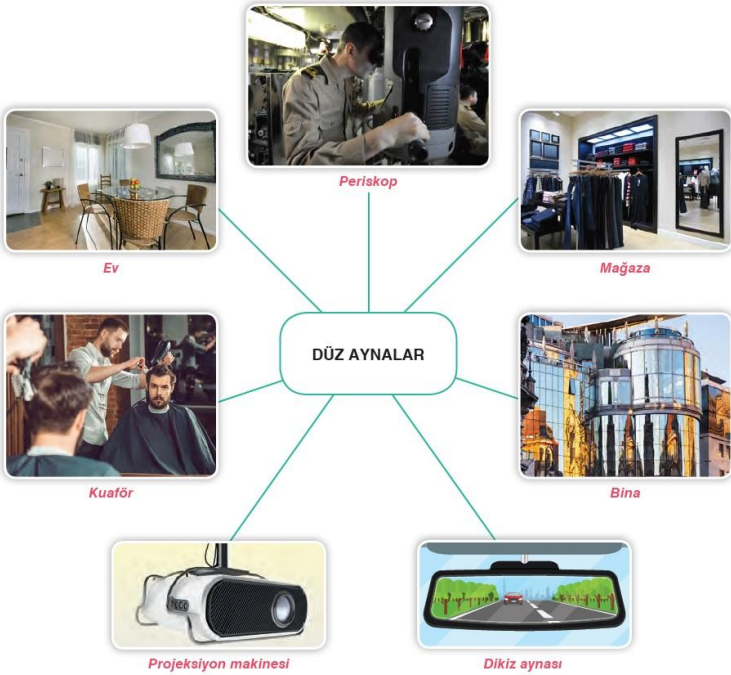 Periskop
Ev
Mağaza
DÜZ AYNALAR
Kuaför
Bina
Projeksiyon makinesi
Dikiz aynası